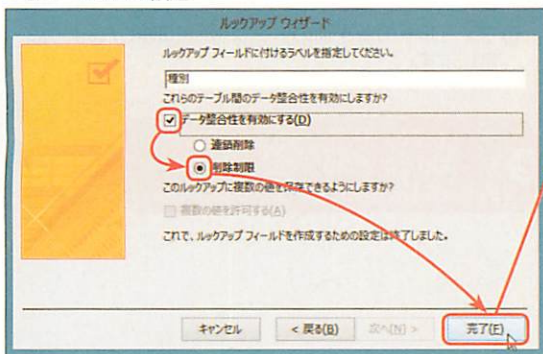 ルックアップ ウィザード
ルックアップ フィールドに付けるラベルを指定してください。
種別
これらのテーブル間のデータ整合性を有効にしますか?
データ整合性を有効にする(D)
連鎖削除
削除制限
このルックアップに複数の値を保存できるようにしますか?
複数の値を許可する(A)
これで、ルックアップ フィールドを作成するための設定は終了しました。
キャンセル
< 戻る(B)
次へ(N) >
完了(F)